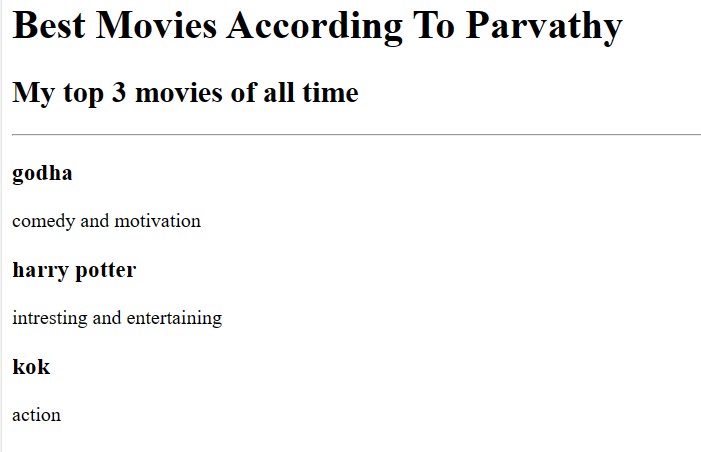 Best Movies According To Parvathy
My top 3 movies of all time
godha
comedy and motivation
harry potter
intresting and entertaining
kok
action